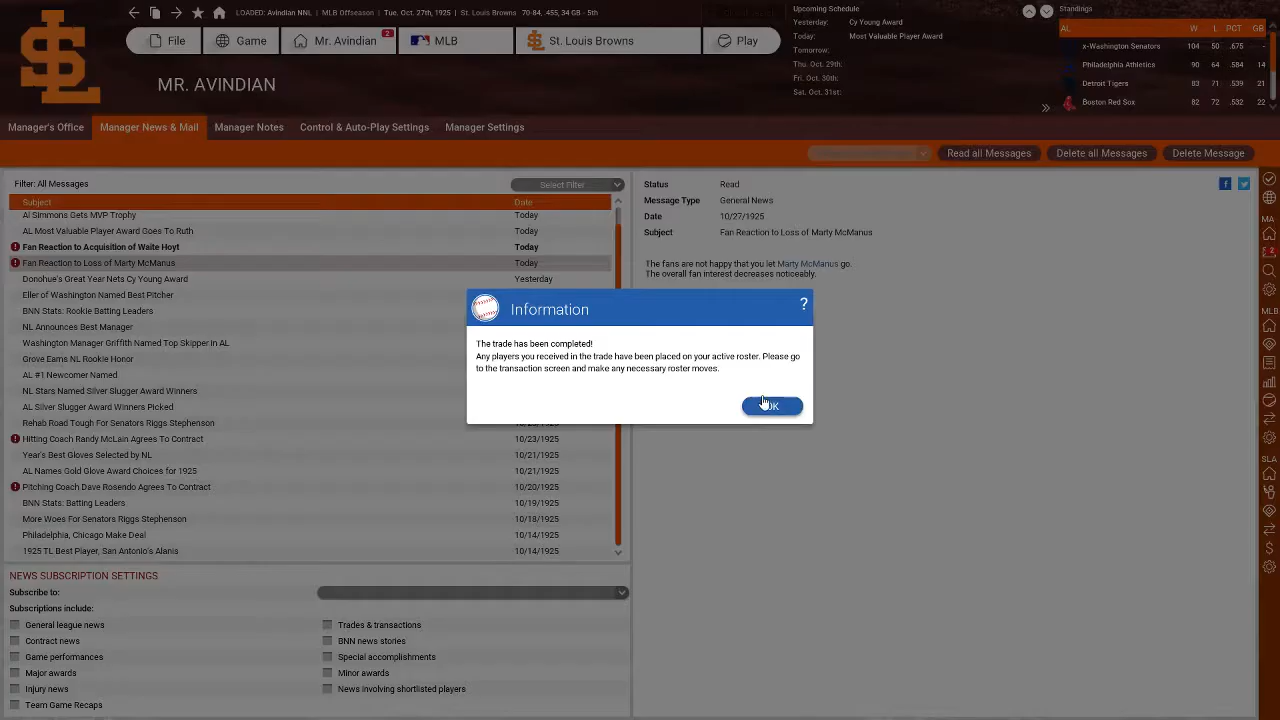 LOADED: Avindian NNL | MLB Offseason | Tue. Oct. 27th, 1925 | St. Louis Browns 70-84, .455, 34 GB - 5th
File
Game
Mr. Avindian
2
MLB
St. Louis Browns
Play
Upcoming Schedule
Yesterday: Cy Young Award
Today: Most Valuable Player Award
Tomorrow:
Thu. Oct. 29th:
Fri. Oct. 30th:
Sat. Oct. 31st:
Standings
AL W L PCT GB
x-Washington Senators 104 50 .675 -
Philadelphia Athletics 90 64 .584 14
Detroit Tigers 83 71 .539 21
Boston Red Sox 82 72 .532 22
MR. AVINDIAN
Manager's Office
Manager News & Mail
Manager Notes
Control & Auto-Play Settings
Manager Settings
Read all Messages
Delete all Messages
Delete Message
Filter: All Messages
Select Filter
Subject Date
Al Simmons Gets MVP Trophy Today
AL Most Valuable Player Award Goes To Ruth Today
Fan Reaction to Acquisition of Waite Hoyt Today
Fan Reaction to Loss of Marty McManus Today
Donohue's Great Year Nets Cy Young Award Yesterday
Eller of Washington Named Best Pitcher
BNN Stats: Rookie Batting Leaders
NL Announces Best Manager
Washington Manager Griffith Named Top Skipper in AL
Grove Earns NL Rookie Honor
AL #1 Newcomer Named
NL Stars Named Silver Slugger Award Winners
AL Silver Slugger Award Winners Picked
Rehab Road Tough For Senators Riggs Stephenson
Hitting Coach Randy McLain Agrees To Contract 10/23/1925
Year's Best Gloves Selected by NL 10/21/1925
AL Names Gold Glove Award Choices for 1925 10/21/1925
Pitching Coach Dave Rosendo Agrees To Contract 10/20/1925
BNN Stats: Batting Leaders 10/19/1925
More Woes For Senators Riggs Stephenson 10/18/1925
Philadelphia, Chicago Make Deal 10/14/1925
1925 TL Best Player, San Antonio's Alanis 10/14/1925
Status Read
Message Type General News
Date 10/27/1925
Subject Fan Reaction to Loss of Marty McManus
The fans are not happy that you let Marty McManus go.
The overall fan interest decreases noticeably.
Information
?
The trade has been completed!
Any players you received in the trade have been placed on your active roster. Please go
to the transaction screen and make any necessary roster moves.
OK
NEWS SUBSCRIPTION SETTINGS
Subscribe to:
Subscriptions include:
General league news
Trades & transactions
Contract news
BNN news stories
Game performances
Special accomplishments
Major awards
Minor awards
Injury news
News involving shortlisted players
Team Game Recaps
MA
MLB
SLA